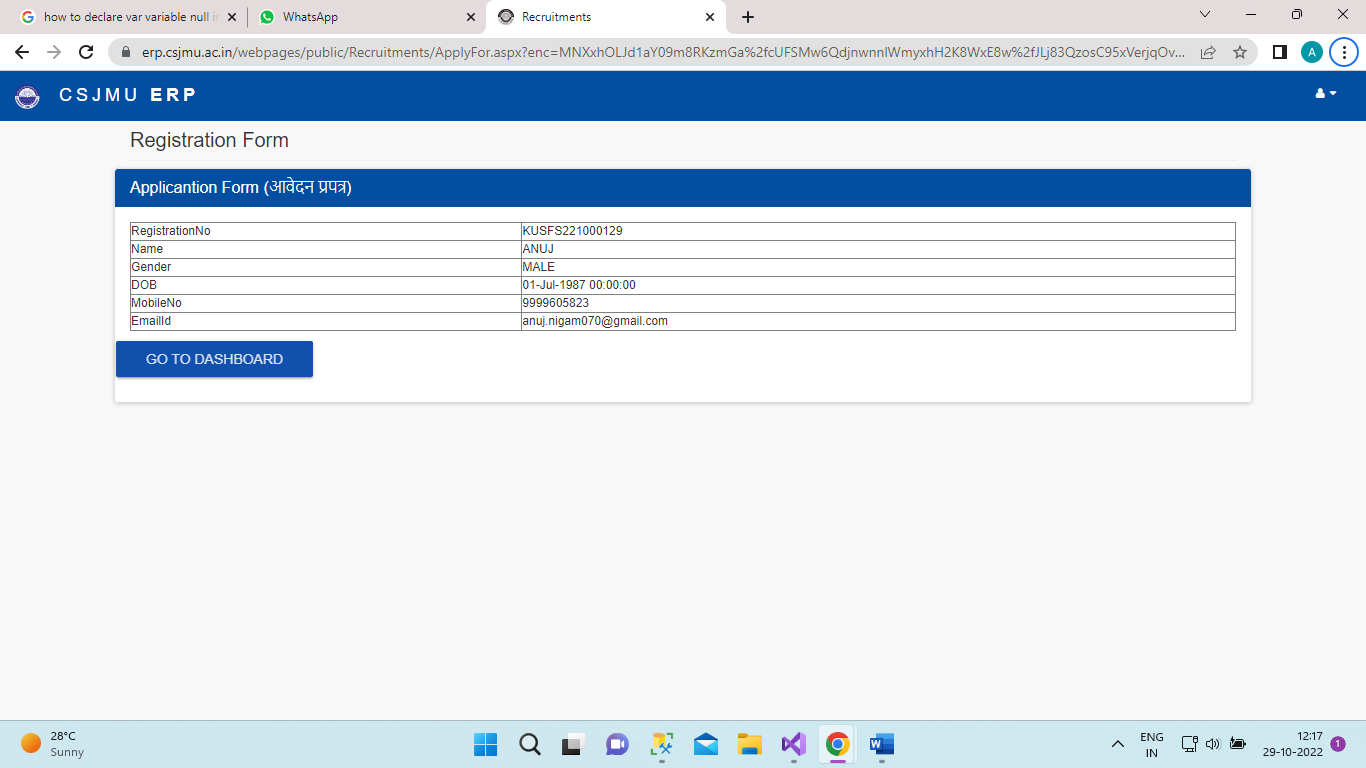 how to declare var variable null i
WhatsApp
Recruitments
erp.csjmu.ac.in/webpages/public/Recruitments/ApplyFor.aspx?enc=MNXxhOLJd1aY09m8RKzmGa%2fcUFSMw6QdjnwnnlWmyxhH2K8WxE8w%2fJLj83QzosC95xVerjqOv...
A
CSJMU ERP
Registration Form
Applicantion Form (आवेदन प्रपत्र)
RegistrationNo KUSFS221000129
Name ANUJ
Gender MALE
DOB 01-Jul-1987 00:00:00
MobileNo 9999605823
EmailId anuj.nigam070@gmail.com
GO TO DASHBOARD
28°C
Sunny
ENG
IN
12:17
29-10-2022
1